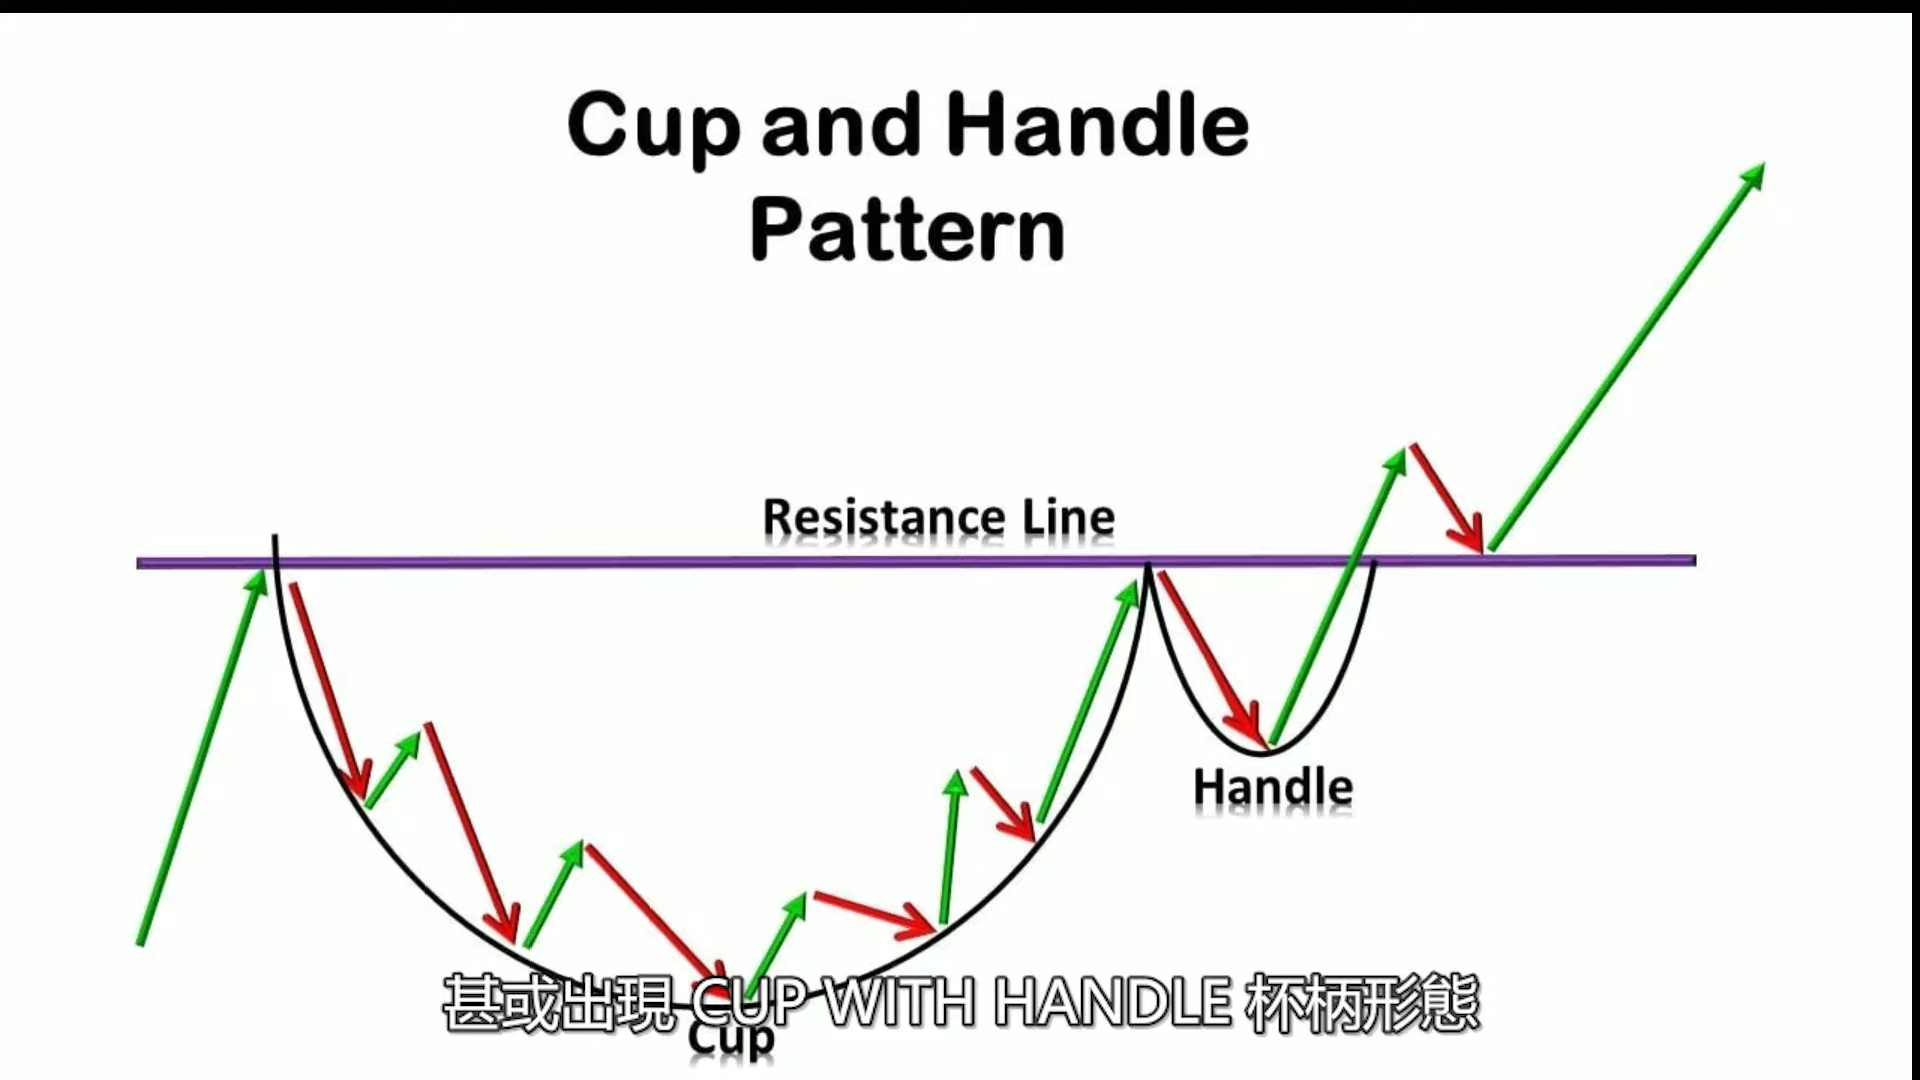 Cup and Handle
Pattern
Resistance Line
Handle
甚或出現 CUP WITH HANDLE 杯柄形態
Cup